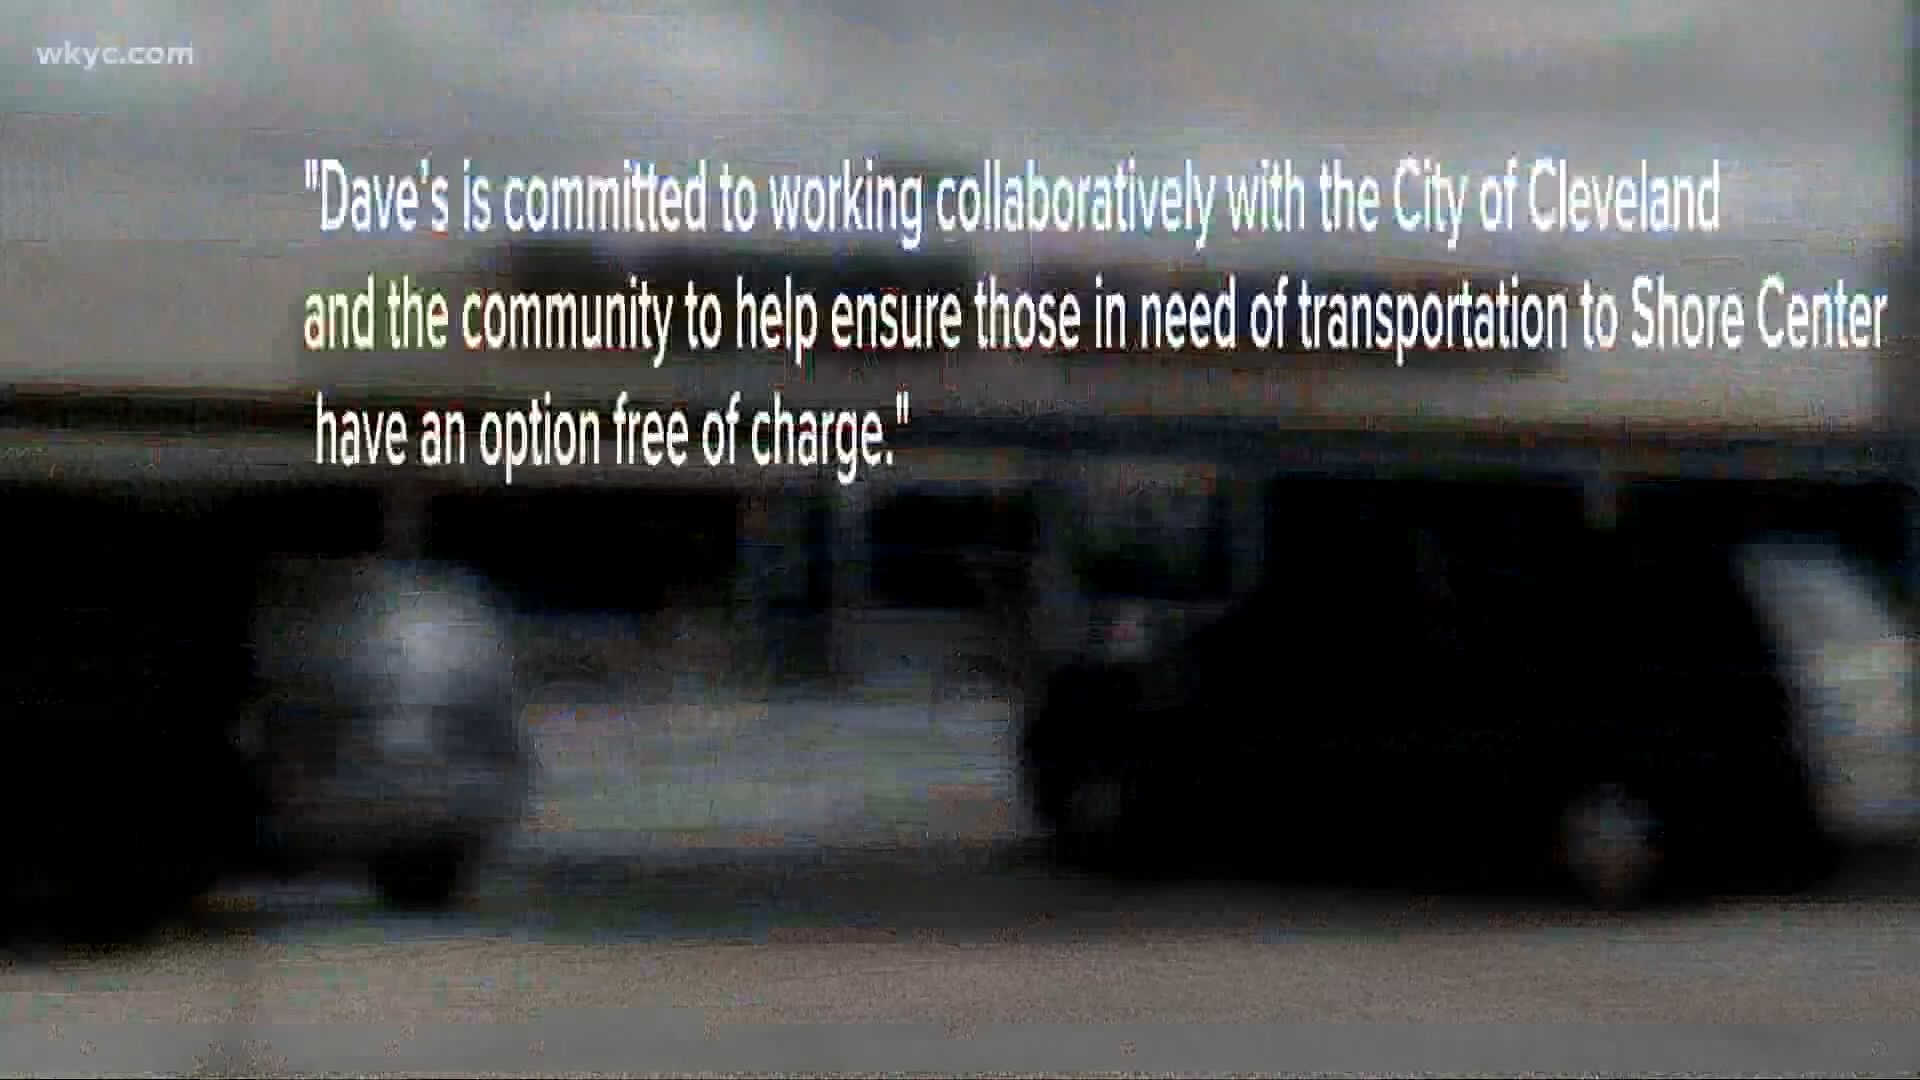 wkyc.com
"Dave's is committed to working collaboratively with the City of Cleveland
and the community to help ensure those in need of transportation to Shore Center
have an option free of charge."